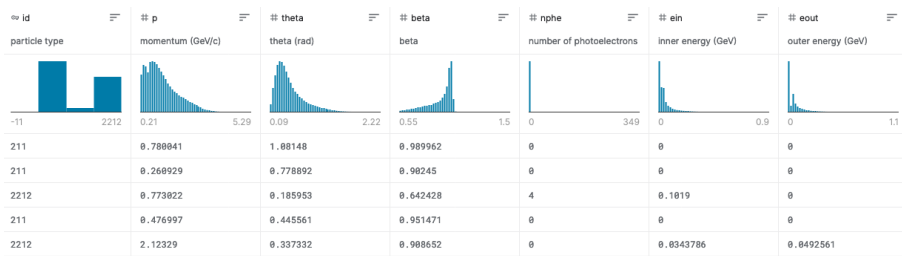 id # p # theta # beta # nphe # ein # eout
particle type momentum (GeV/c) theta (rad) beta number of photoelectrons inner energy (GeV) outer energy (GeV)
-11 2212 0.21 5.29 0.09 2.22 0.55 1.5 0 349 0 0.9 0 1.1
211 0.780041 1.08148 0.989962 0 0 0
211 0.260929 0.778892 0.90245 0 0 0
2212 0.773022 0.185953 0.642428 4 0.1019 0
211 0.476997 0.445561 0.951471 0 0 0
2212 2.12329 0.337332 0.908652 0 0.0343786 0.0492561